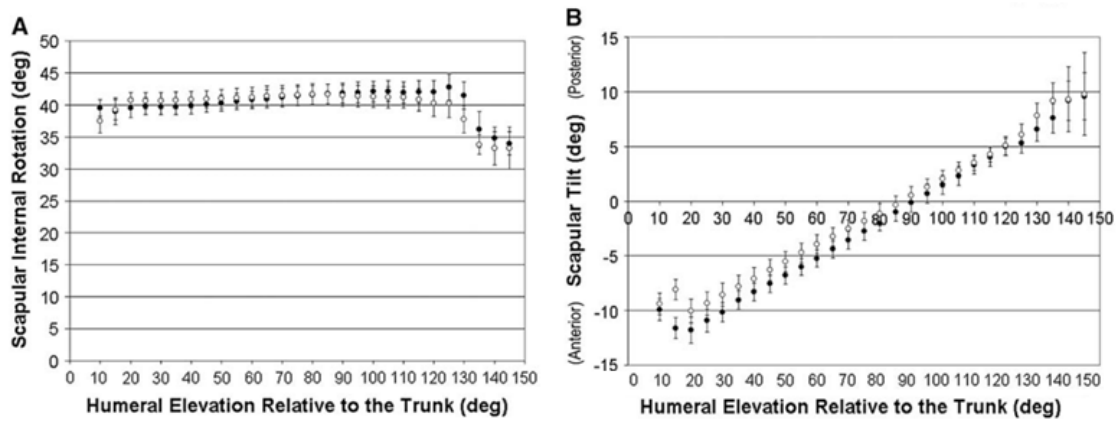 A
Scapular Internal Rotation (deg)
50
45
40
35
30
25
20
15
10
5
0
0 10 20 30 40 50 60 70 80 90 100 110 120 130 140 150
Humeral Elevation Relative to the Trunk (deg)
B
(Posterior)
Scapular Tilt (deg)
(Anterior)
15
10
5
0
0 10 20 30 40 50 60 70 80 90 100 110 120 130 140 150
-5
-10
-15
0 10 20 30 40 50 60 70 80 90 100 110 120 130 140 150
Humeral Elevation Relative to the Trunk (deg)